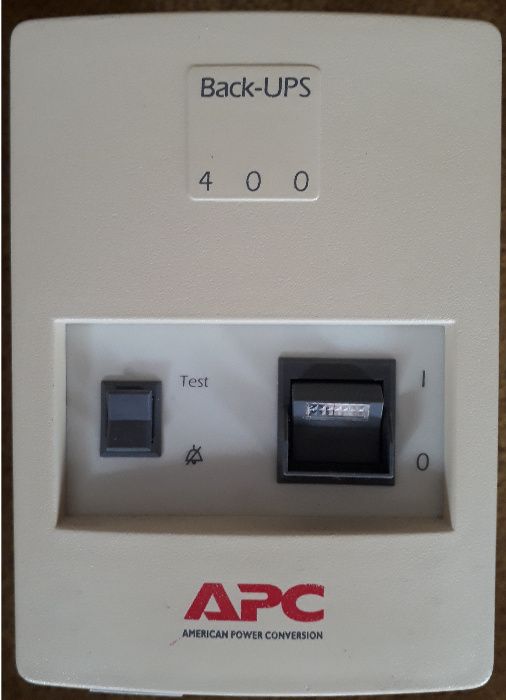 Back-UPS
4 0 0
Test
I
0
APC
AMERICAN POWER CONVERSION